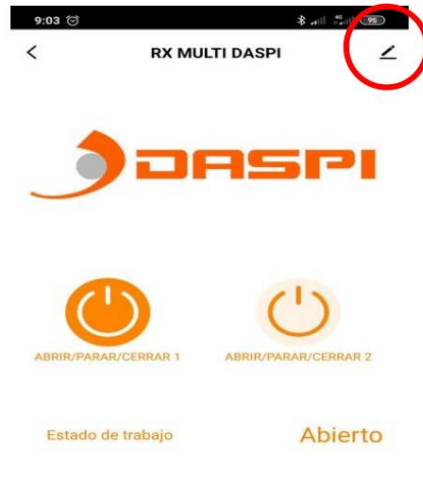 9:03
95
RX MULTI DASPI
DASPI
ABRIR/PARAR/CERRAR 1
ABRIR/PARAR/CERRAR 2
Estado de trabajo
Abierto